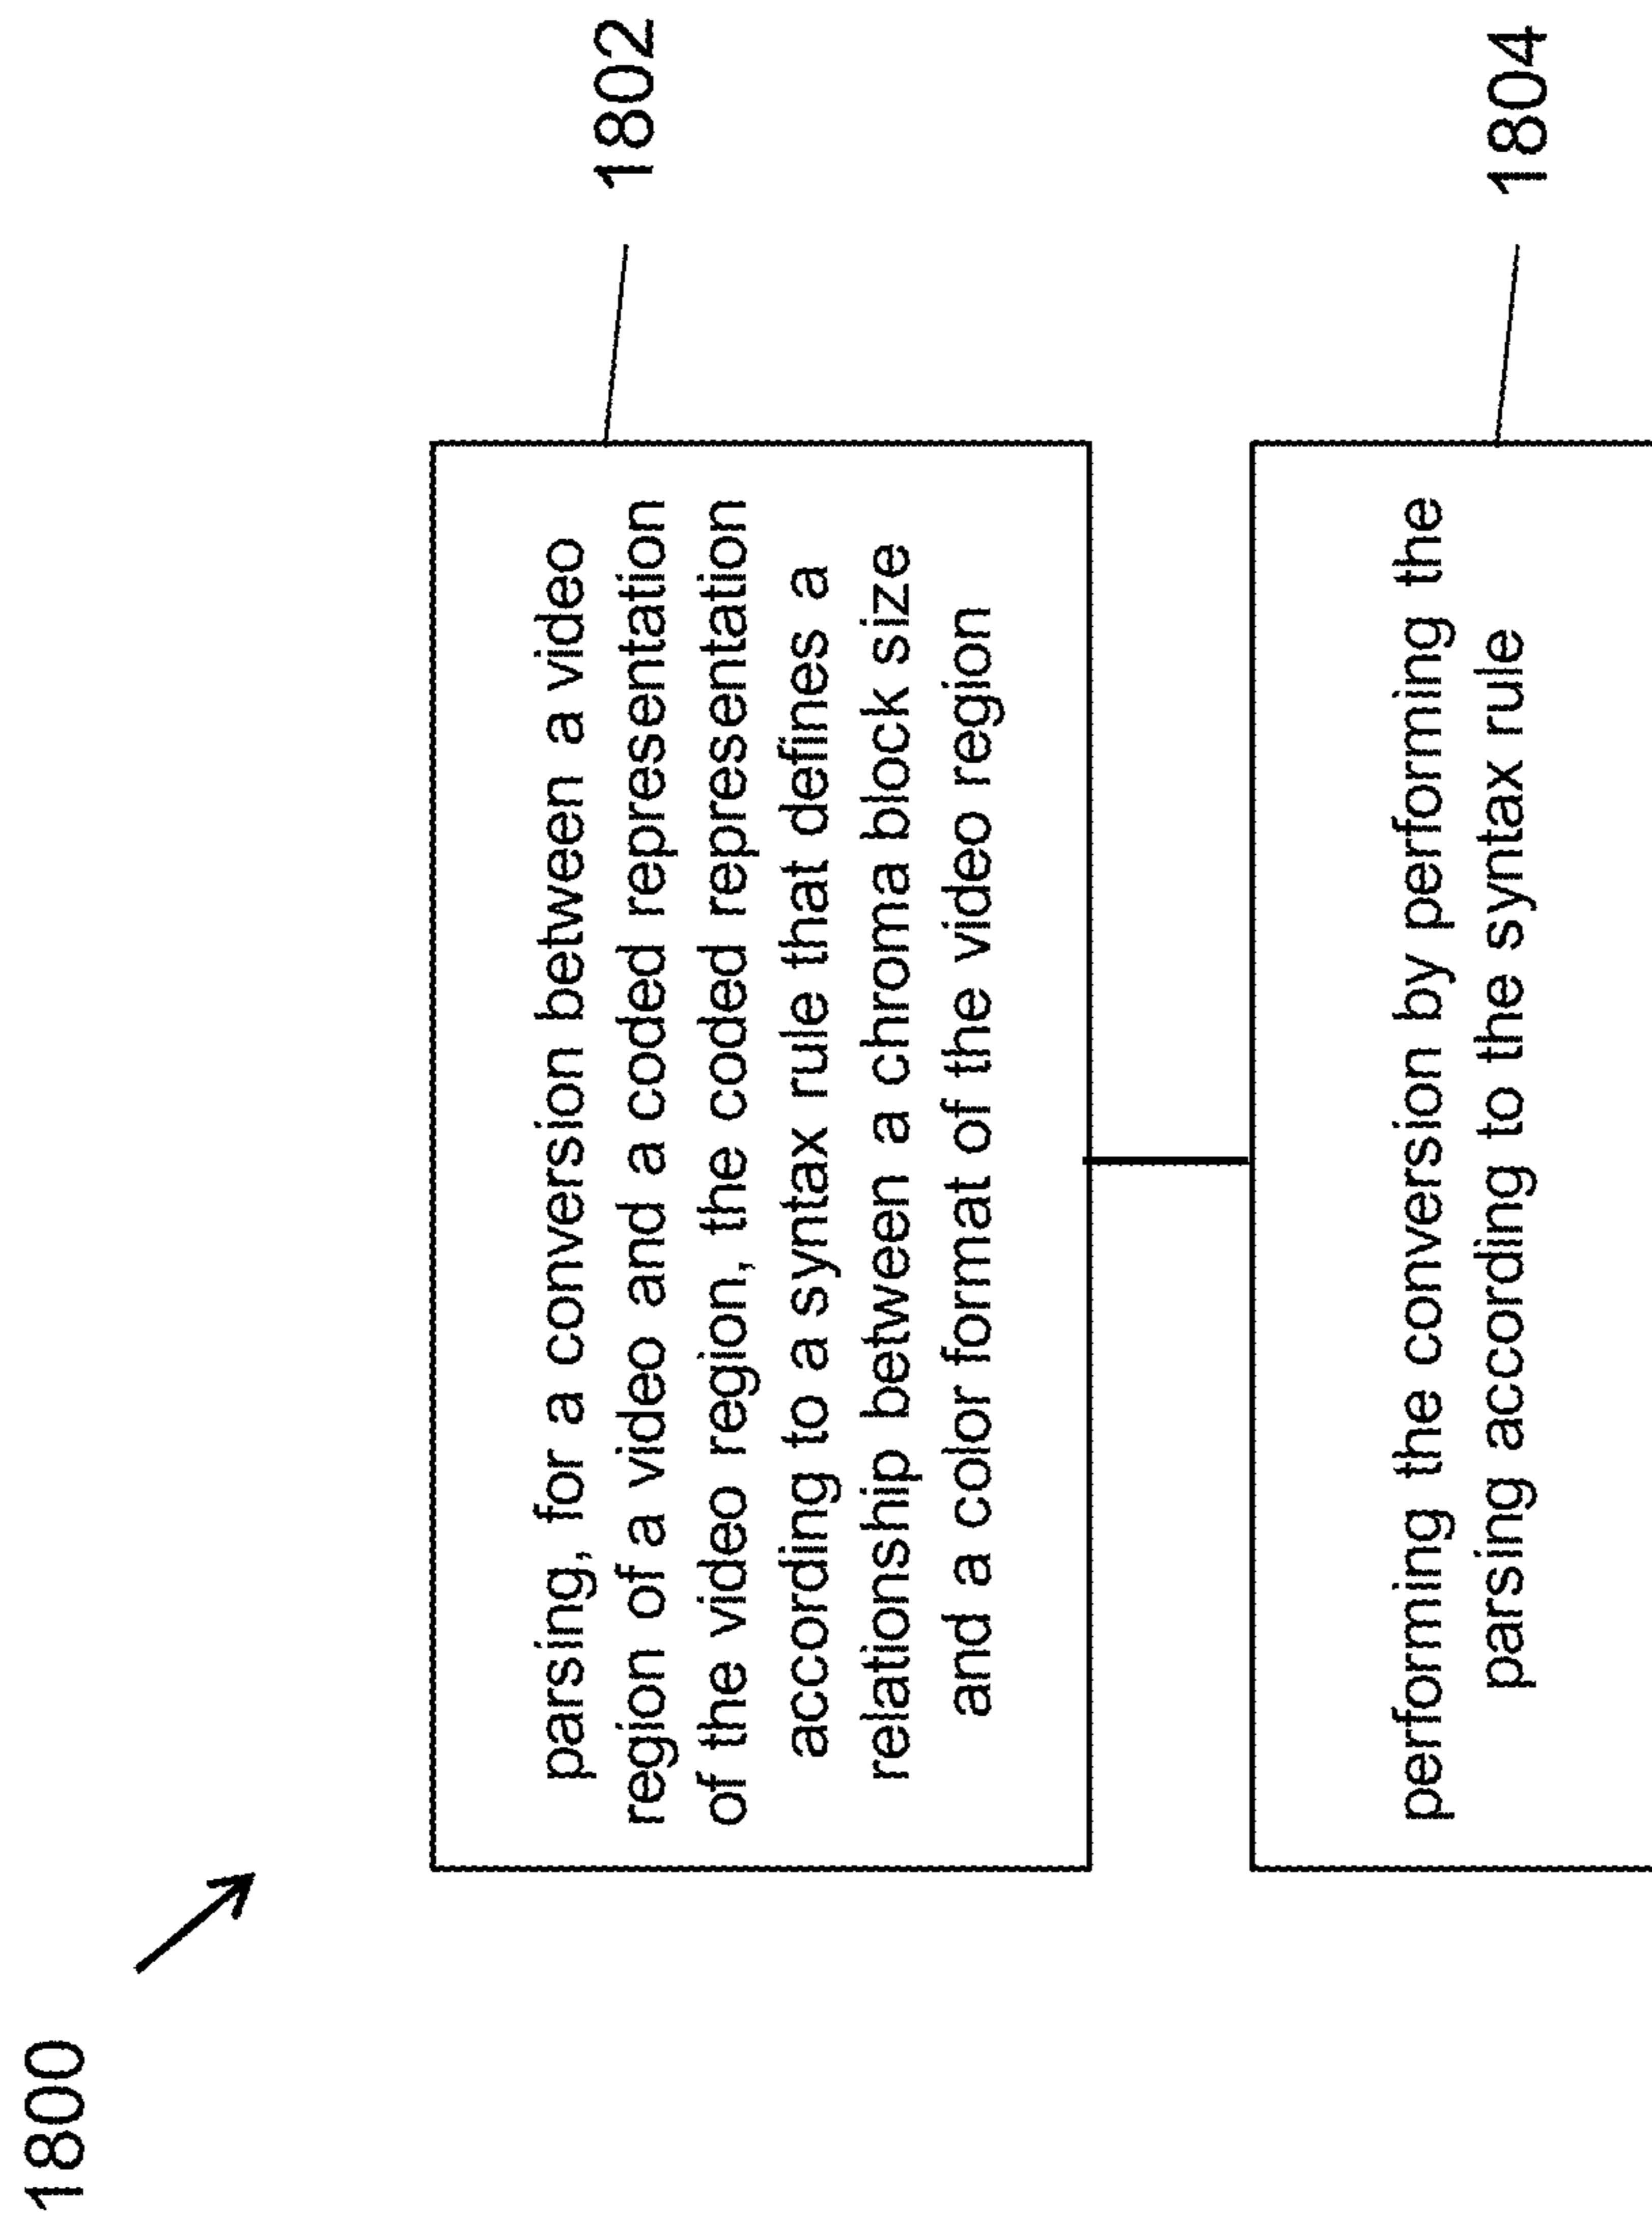 1800
parsing, for a conversion between a video
region of a video and a coded representation
of the video region, the coded representation
according to a syntax rule that defines a
relationship between a chroma block size
and a color format of the video region
1802
performing the conversion by performing the
parsing according to the syntax rule
1804